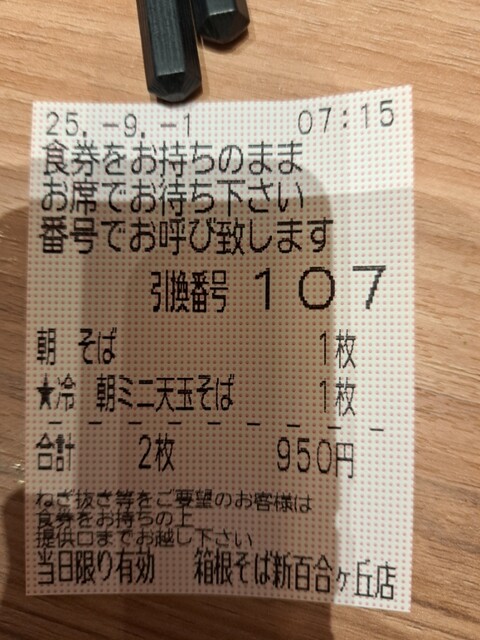 25.-9.-1 07:15
食券をお持ちのまま
お席でお待ち下さい
番号でお呼び致します
引換番号 107
朝 そば 1枚
★冷 朝ミニ天玉そば 1枚
合計 2枚 950円
ねぎ抜き等をご要望のお客様は
食券をお持ちの上
提供口までお越し下さい
当日限り有効 箱根そば新百合ヶ丘店